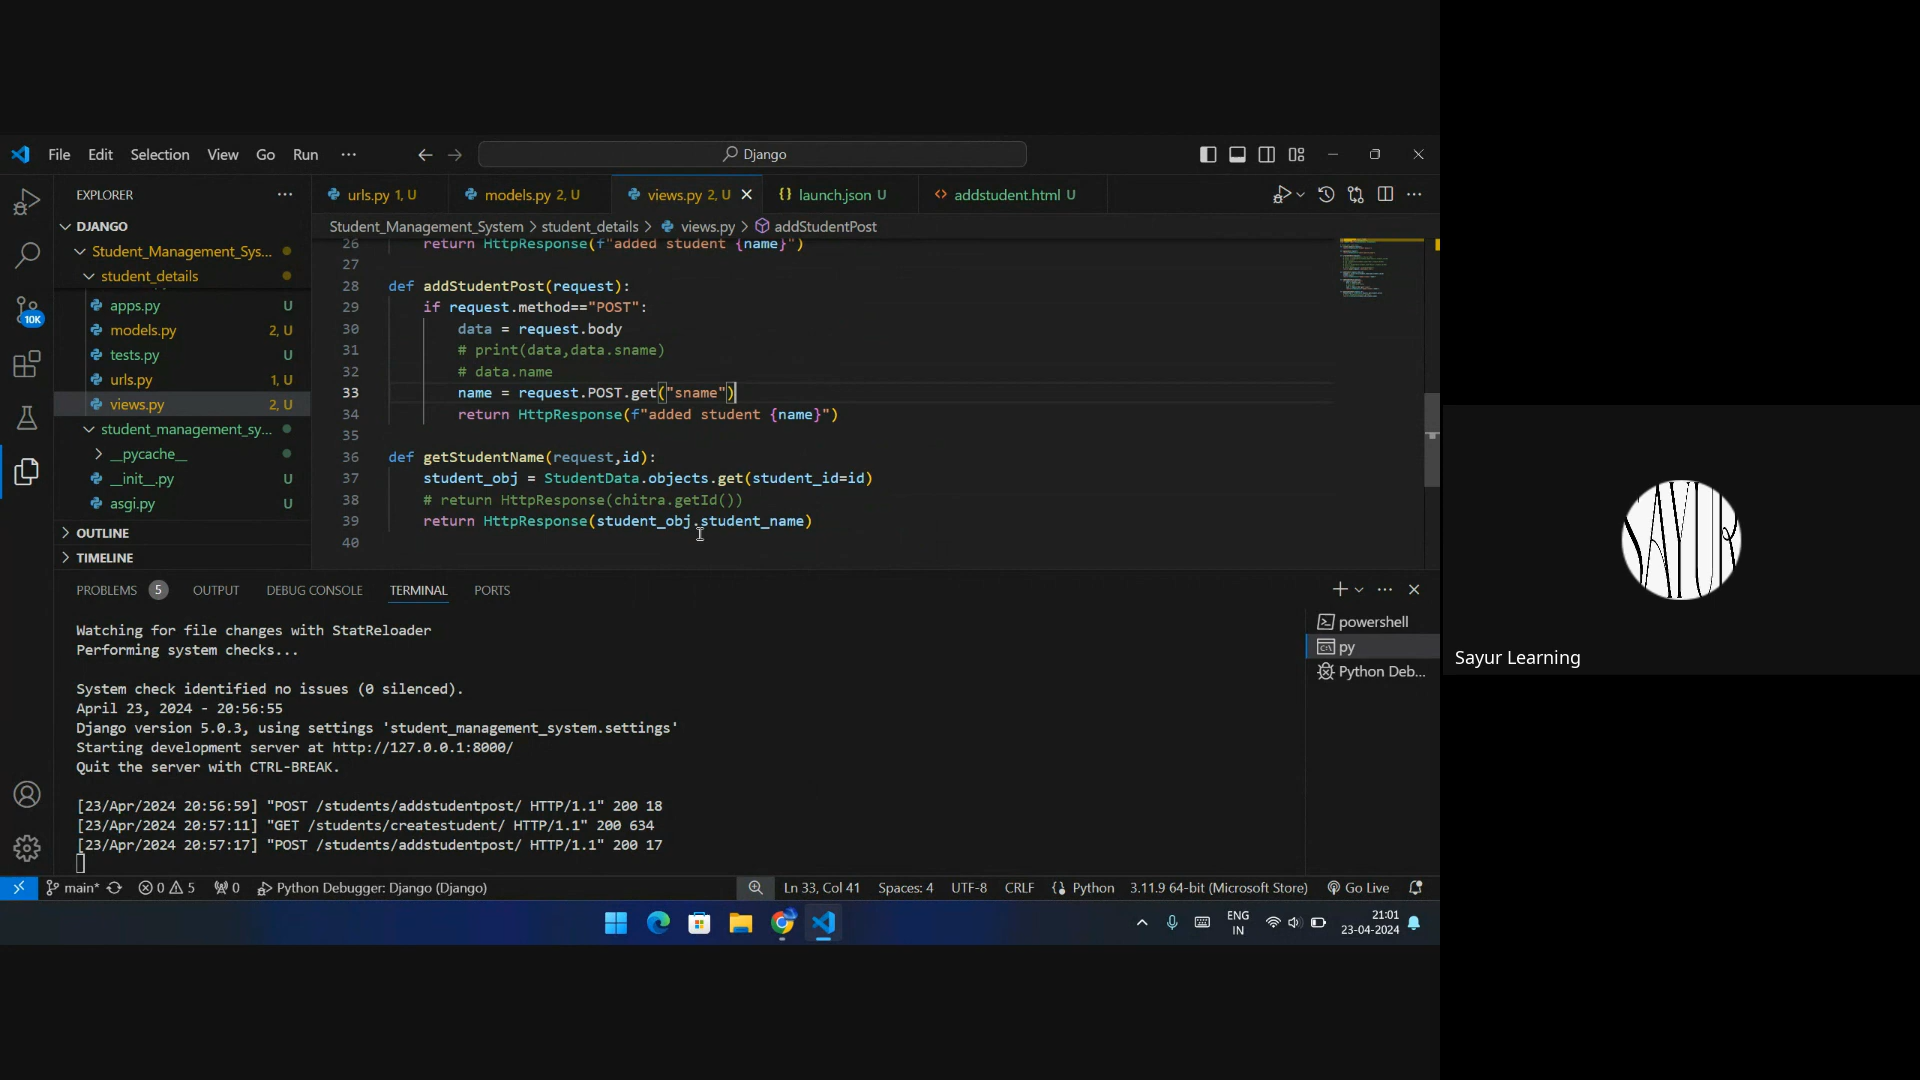 File Edit Selection View Go Run ··· Django
EXPLORER
urls.py 1, U models.py 2, U views.py 2, U launch.json U addstudent.html U
DJANGO
Student_Management_System > student_details > views.py > addStudentPost
Student_Management_Sys...
student_details
apps.py U
models.py 2, U
tests.py U
urls.py 1, U
views.py 2, U
student_management_sy...
__pycache__
__init__.py U
asgi.py U
OUTLINE
TIMELINE
10K
26 return HttpResponse(f"added student {name}")
27
28 def addStudentPost(request):
29 if request.method=="POST":
30 data = request.body
31 # print(data,data.sname)
32 # data.name
33 name = request.POST.get("sname")
34 return HttpResponse(f"added student {name}")
35
36 def getStudentName(request,id):
37 student_obj = StudentData.objects.get(student_id=id)
38 # return HttpResponse(chitra.getId())
39 return HttpResponse(student_obj.student_name)
40
PROBLEMS 5 OUTPUT DEBUG CONSOLE TERMINAL PORTS
Watching for file changes with StatReloader
Performing system checks...
System check identified no issues (0 silenced).
April 23, 2024 - 20:56:55
Django version 5.0.3, using settings 'student_management_system.settings'
Starting development server at http://127.0.0.1:8000/
Quit the server with CTRL-BREAK.
[23/Apr/2024 20:56:59] "POST /students/addstudentpost/ HTTP/1.1" 200 18
[23/Apr/2024 20:57:11] "GET /students/createstudent/ HTTP/1.1" 200 634
[23/Apr/2024 20:57:17] "POST /students/addstudentpost/ HTTP/1.1" 200 17
powershell
py
Python Deb...
main* 0 5 0 Python Debugger: Django (Django) Ln 33, Col 41 Spaces: 4 UTF-8 CRLF Python 3.11.9 64-bit (Microsoft Store) Go Live
ENG
IN
21:01
23-04-2024
SAYUR
Sayur Learning